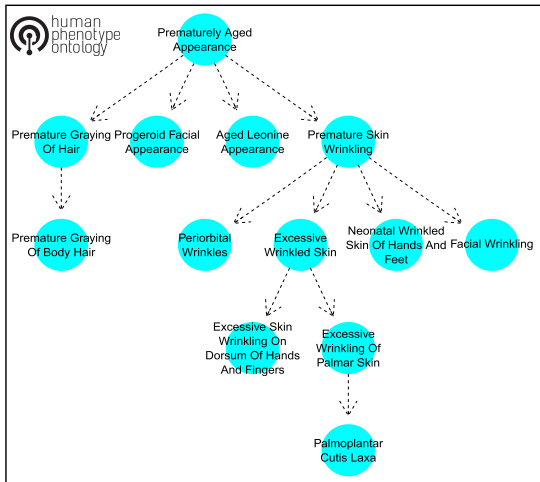 human
phenotype
ontology
Prematurely Aged
Appearance
Premature Graying
Of Hair
Progeroid Facial
Appearance
Aged Leonine
Appearance
Premature Skin
Wrinkling
Premature Graying
Of Body Hair
Periorbital
Wrinkles
Excessive
Wrinkled Skin
Neonatal Wrinkled
Skin Of Hands And
Feet
Facial Wrinkling
Excessive Skin
Wrinkling On
Dorsum Of Hands
And Fingers
Excessive
Wrinkling Of
Palmar Skin
Palmoplantar
Cutis Laxa